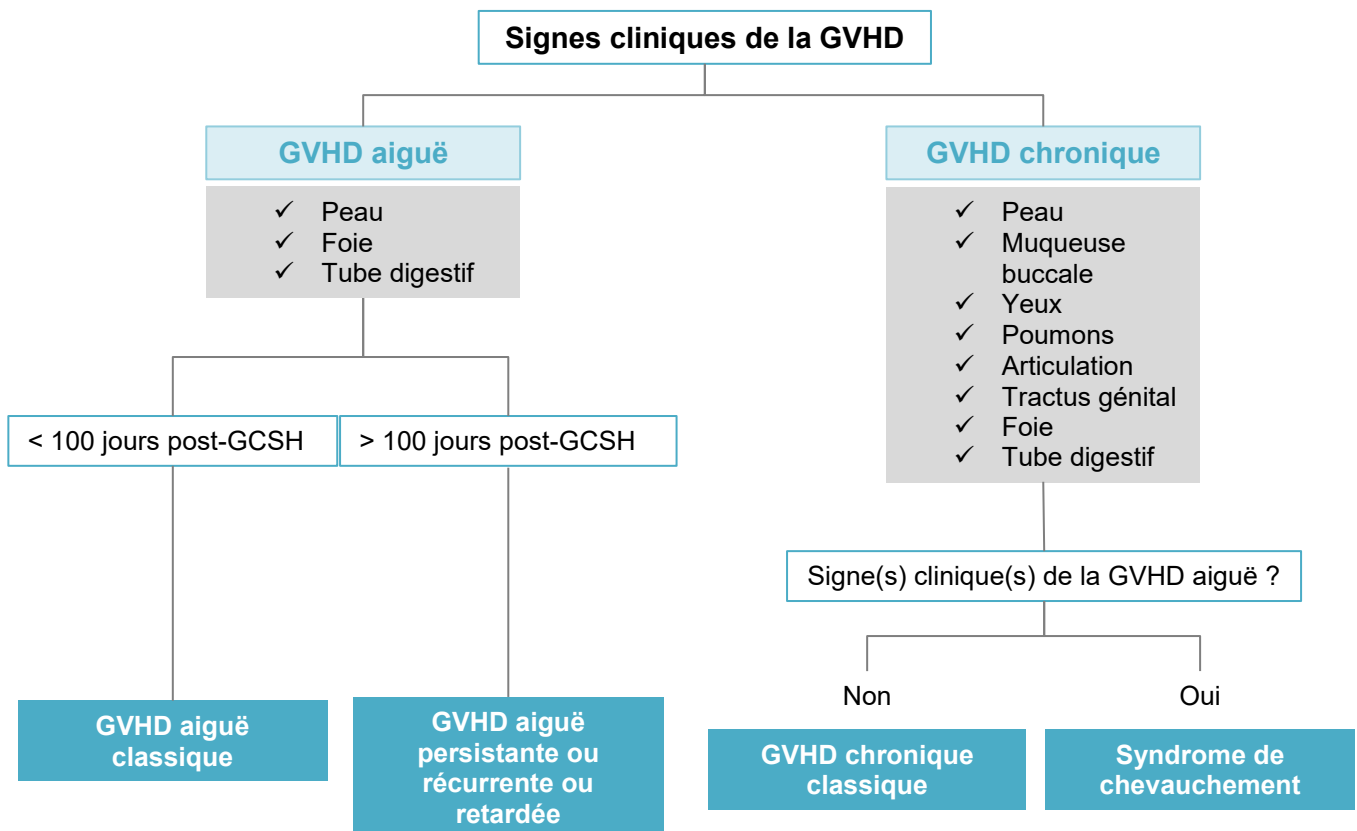 Signes cliniques de la GVHD
GVHD aiguë
✓ Peau
✓ Foie
✓ Tube digestif
< 100 jours post-GCSH
> 100 jours post-GCSH
GVHD aiguë
classique
GVHD aiguë
persistante ou
récurrente ou
retardée
GVHD chronique
✓ Peau
✓ Muqueuse
buccale
✓ Yeux
✓ Poumons
✓ Articulation
✓ Tractus génital
✓ Foie
✓ Tube digestif
Signe(s) clinique(s) de la GVHD aiguë ?
Non
Oui
GVHD chronique
classique
Syndrome de
chevauchement